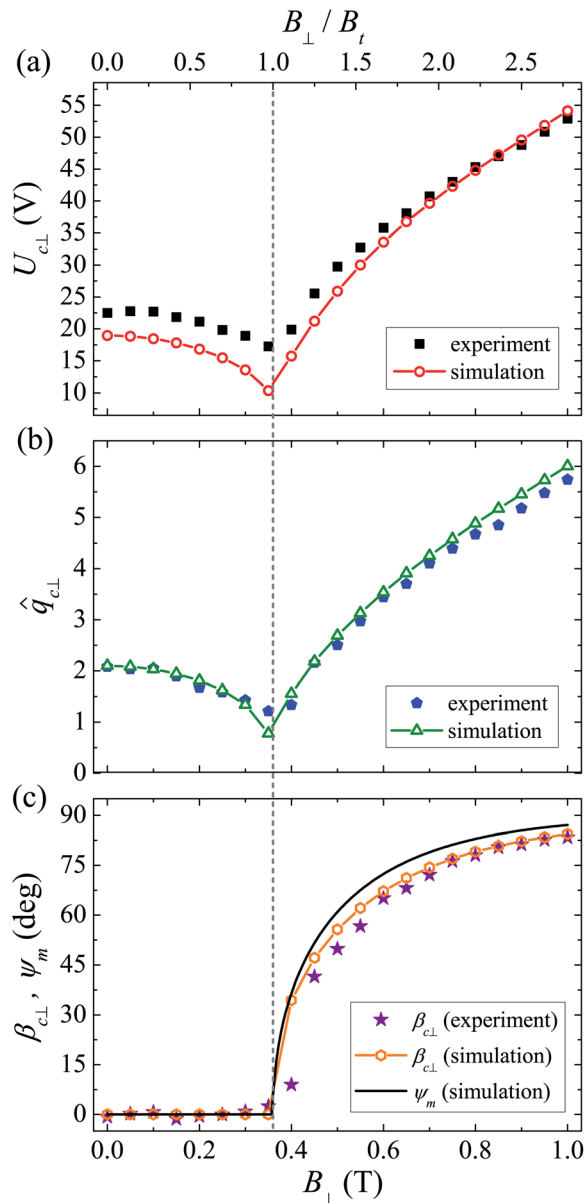 B⊥ / Bt
0.0 0.5 1.0 1.5 2.0 2.5
(a)
55
50
45
40
35
30
25
20
15
10
Uc⊥ (V)
experiment
simulation
(b)
6
5
4
3
2
1
0
q̂c⊥
experiment
simulation
(c)
90
75
60
45
30
15
0
βc⊥ , ψm (deg)
βc⊥ (experiment)
βc⊥ (simulation)
ψm (simulation)
0.0 0.2 0.4 0.6 0.8 1.0
B⊥ (T)